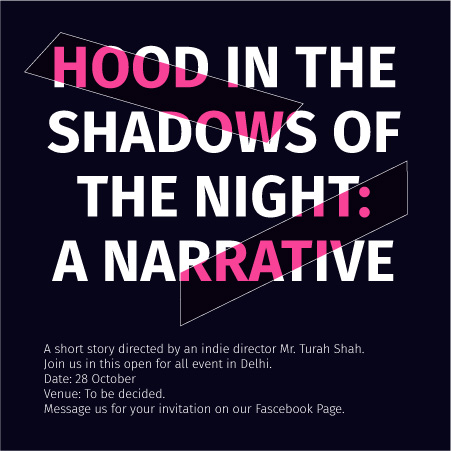 HOOD IN THE
SHADOWS OF
THE NIGHT:
A NARRATIVE
A short story directed by an indie director Mr. Turah Shah.
Join us in this open for all event in Delhi.
Date: 28 October
Venue: To be decided.
Message us for your invitation on our Fascebook Page.